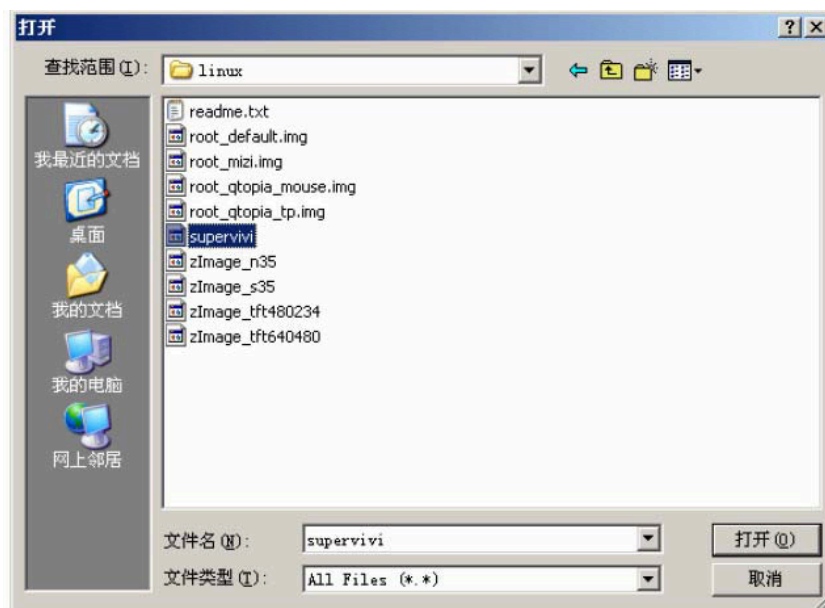 打开
查找范围(I):
linux
我最近的文档
桌面
我的文档
我的电脑
网上邻居
readme.txt
root_default.img
root_mizi.img
root_qtopia_mouse.img
root_qtopia_tp.img
supervivi
zImage_n35
zImage_s35
zImage_tft480234
zImage_tft640480
文件名(N):
supervivi
打开(O)
文件类型(T):
All Files (*.*)
取消